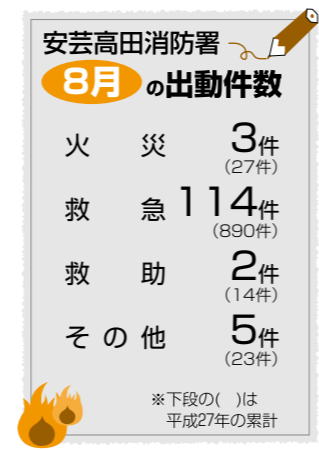 安芸高田消防署
8月の出動件数
火災 3件
(27件)
救急 114件
(890件)
救助 2件
(14件)
その他 5件
(23件)
※下段の( )は
平成27年の累計